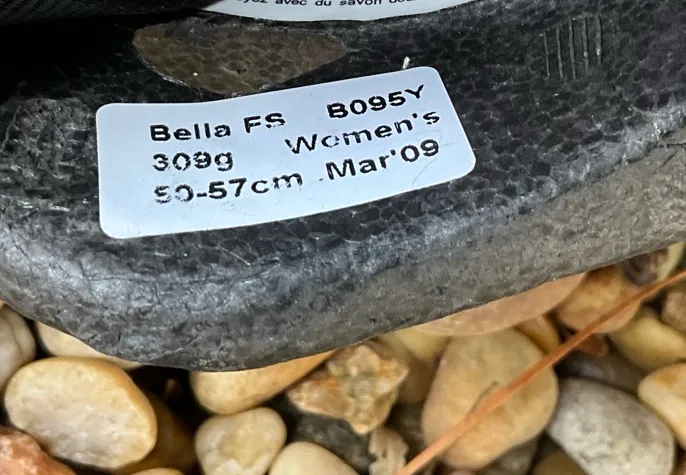 avec du savon
Bella FS B095Y
309g Women's
50-57cm Mar'09